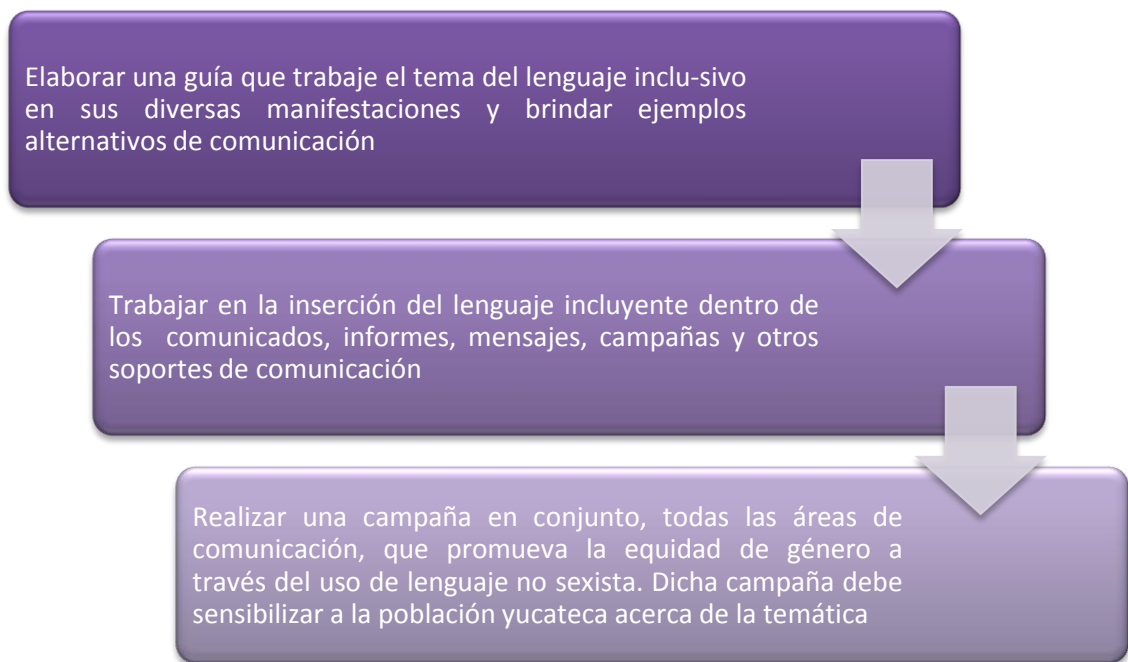 Elaborar una guía que trabaje el tema del lenguaje inclu-sivo
en sus diversas manifestaciones y brindar ejemplos
alternativos de comunicación
Trabajar en la inserción del lenguaje incluyente dentro de
los comunicados, informes, mensajes, campañas y otros
soportes de comunicación
Realizar una campaña en conjunto, todas las áreas de
comunicación, que promueva la equidad de género a
través del uso de lenguaje no sexista. Dicha campaña debe
sensibilizar a la población yucateca acerca de la temática